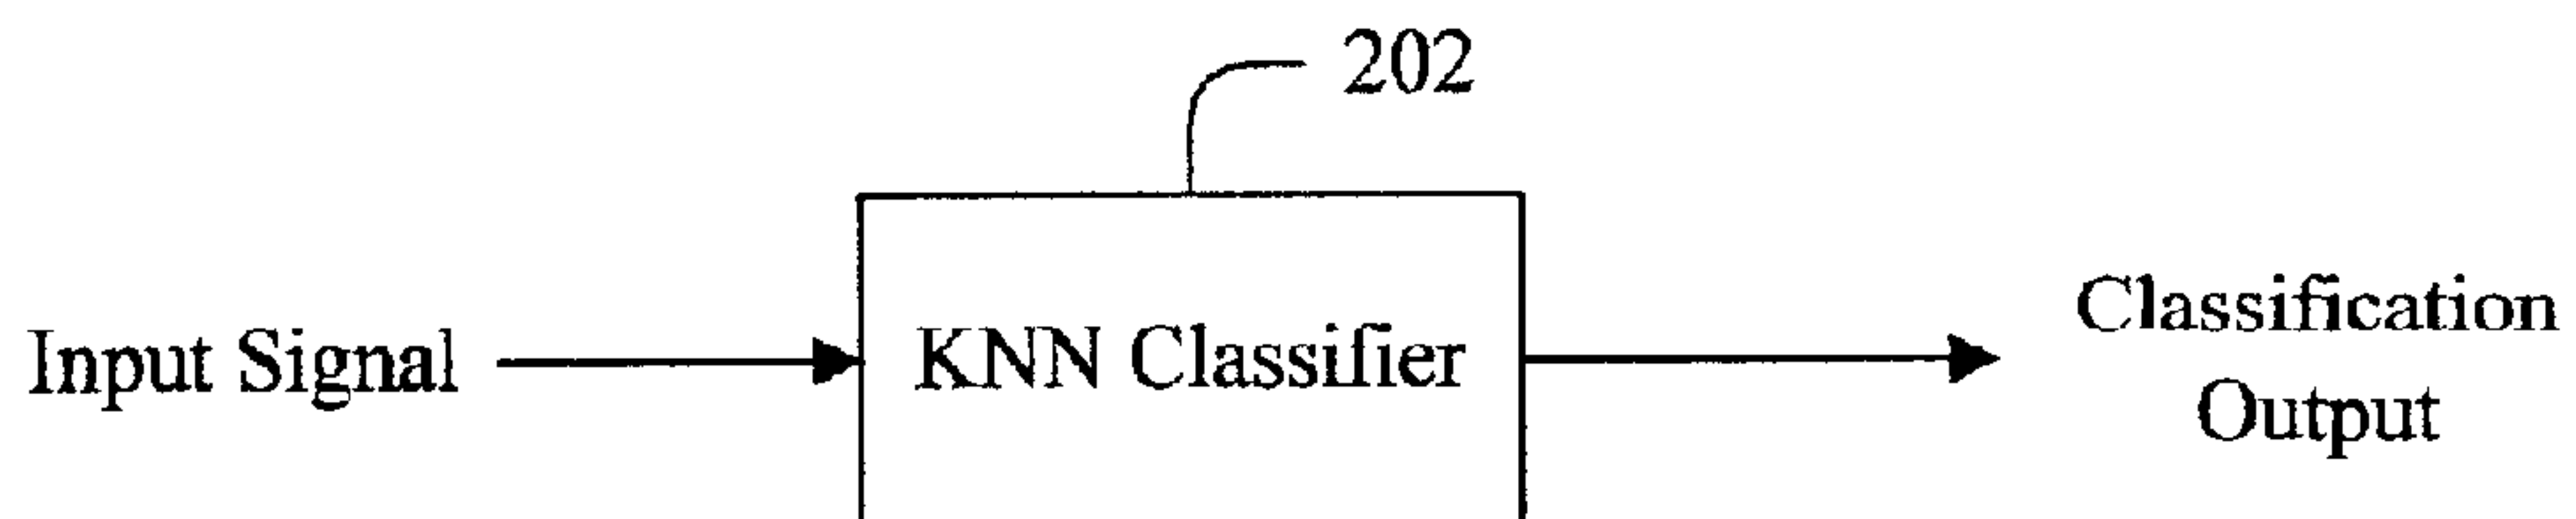 202
Input Signal
KNN Classifier
Classification
Output